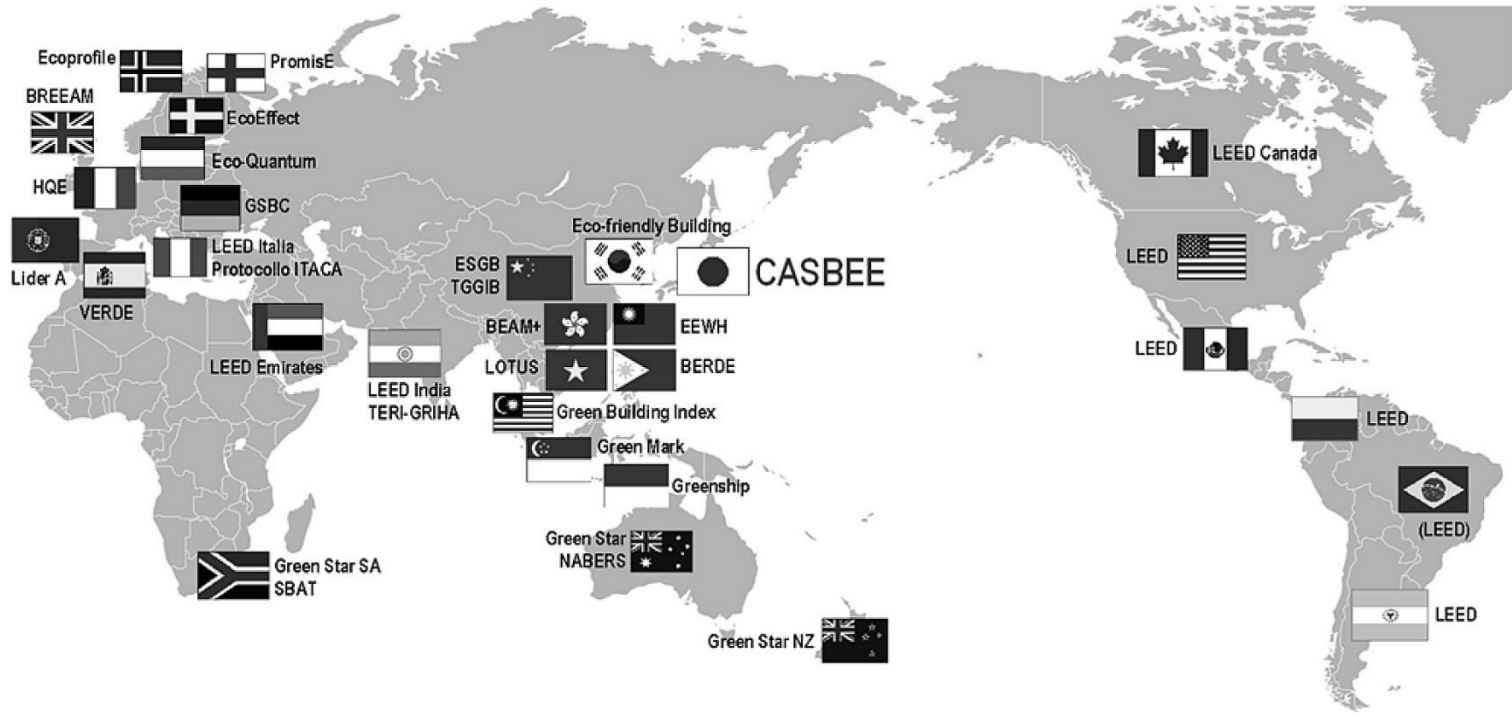 Ecoprofile
PromisE
BREEAM
EcoEffect
Eco-Quantum
HQE
GSBC
Lider A
LEED Italia
Protocollo ITACA
VERDE
LEED Emirates
LEED India
TERI-GRIHA
Eco-friendly Building
ESGB
TGGIB
CASBEE
BEAM+
EEWH
LOTUS
BERDE
Green Building Index
Green Mark
Greenship
Green Star
NABERS
Green Star SA
SBAT
Green Star NZ
LEED Canada
LEED
LEED
LEED
(LEED)
LEED